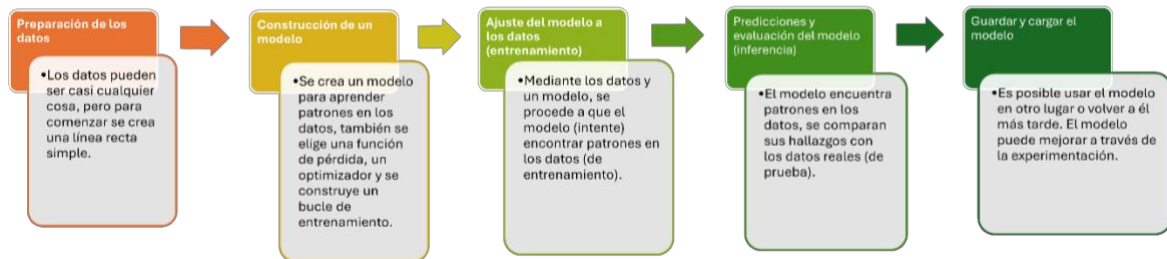 Preparación de los
datos
•Los datos pueden
ser casi cualquier
cosa, pero para
comenzar se crea
una línea recta
simple.
Construcción de un
modelo
•Se crea un modelo
para aprender
patrones en los
datos, también se
elige una función
de pérdida, un
optimizador y se
construye un
bucle de
entrenamiento.
Ajuste del modelo a
los datos
(entrenamiento)
•Mediante los datos y
un modelo, se
procede a que el
modelo (intente)
encontrar patrones
en los datos (de
entrenamiento).
Predicciones y
evaluación del modelo
(inferencia)
•El modelo encuentra
patrones en los
datos, se comparan
sus hallazgos con
los datos reales (de
prueba).
Guardar y cargar el
modelo
•Es posible usar el modelo
en otro lugar o volver a él
más tarde. El modelo
puede mejorar a través de
la experimentación.